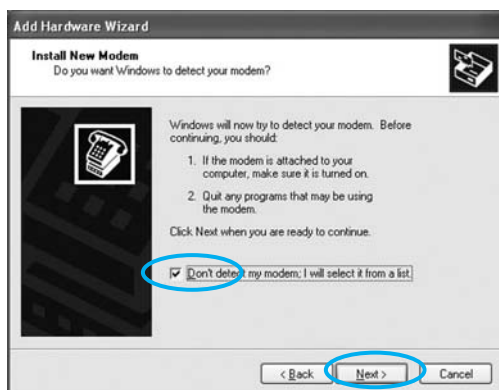 Add Hardware Wizard
Install New Modem
Do you want Windows to detect your modem?
Windows will now try to detect your modem. Before
continuing, you should:
1. If the modem is attached to your
computer, make sure it is turned on.
2. Quit any programs that may be using
the modem.
Click Next when you are ready to continue.
Don't detect my modem; I will select it from a list.
< Back
Next >
Cancel